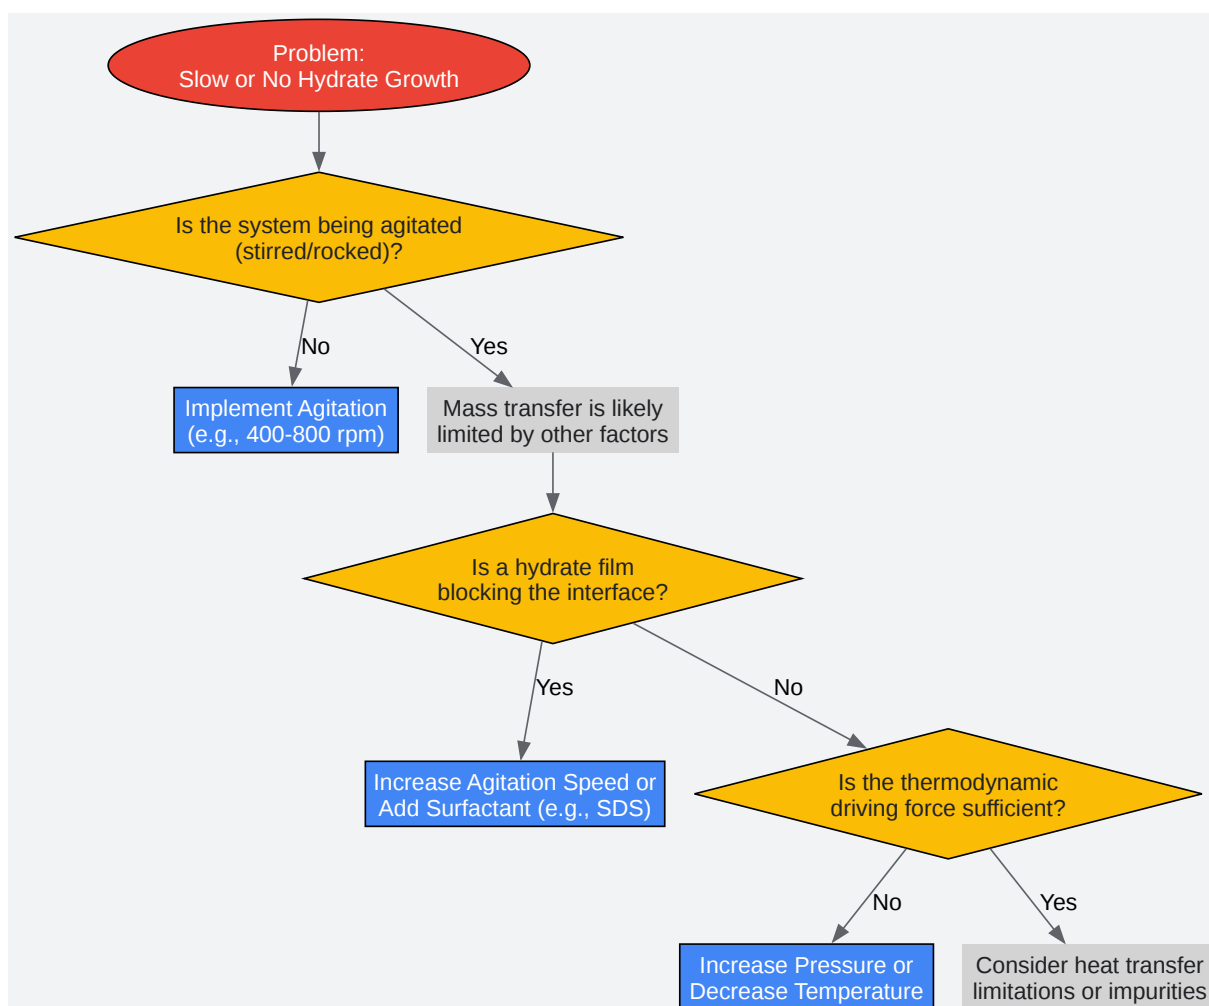 Problem:
Slow or No Hydrate Growth
Is the system being agitated
(stirred/rocked)?
No
Yes
Implement Agitation
(e.g., 400-800 rpm)
Mass transfer is likely
limited by other factors
Is a hydrate film
blocking the interface?
Yes
No
Increase Agitation Speed or
Add Surfactant (e.g., SDS)
Is the thermodynamic
driving force sufficient?
No
Yes
Increase Pressure or
Decrease Temperature
Consider heat transfer
limitations or impurities